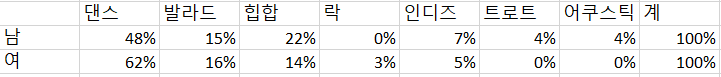 댄스 발라드 힙합 락 인디즈 트로트 어쿠스틱 계
남 48% 15% 22% 0% 7% 4% 4% 100%
여 62% 16% 14% 3% 5% 0% 0% 100%